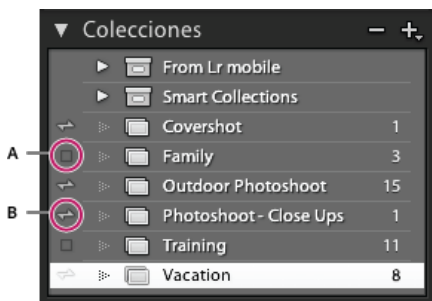 Colecciones
From Lr mobile
Smart Collections
Covershot 1
A Family 3
Outdoor Photoshoot 15
B Photoshoot - Close Ups 1
Training 11
Vacation 8